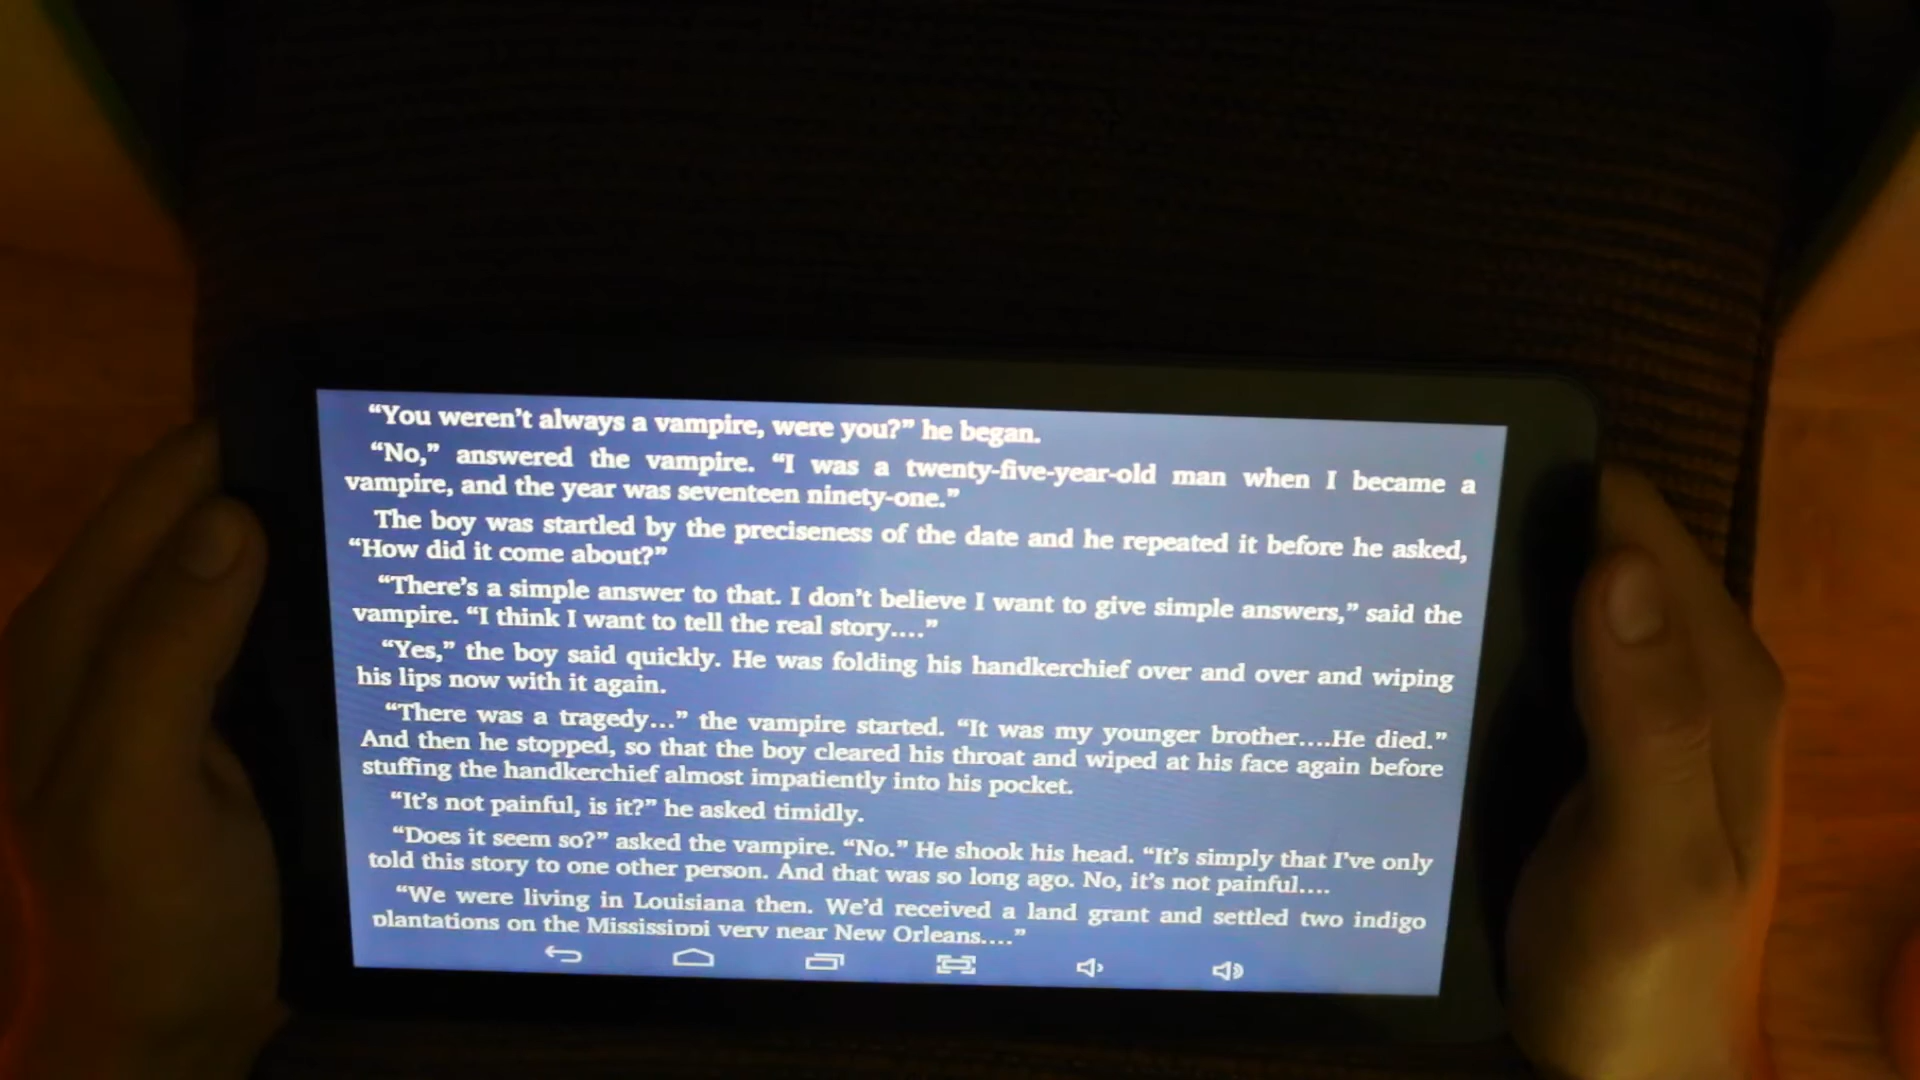 “You weren’t always a vampire, were you?” he began.
“No,” answered the vampire. “I was a twenty-five-year-old man when I became a
vampire, and the year was seventeen ninety-one.”
The boy was startled by the preciseness of the date and he repeated it before he asked,
“How did it come about?”
“There’s a simple answer to that. I don’t believe I want to give simple answers,” said the
vampire. “I think I want to tell the real story....”
“Yes,” the boy said quickly. He was folding his handkerchief over and over and wiping
his lips now with it again.
“There was a tragedy...” the vampire started. “It was my younger brother....He died.”
And then he stopped, so that the boy cleared his throat and wiped at his face again before
stuffing the handkerchief almost impatiently into his pocket.
“It’s not painful, is it?” he asked timidly.
“Does it seem so?” asked the vampire. “No.” He shook his head. “It’s simply that I’ve only
told this story to one other person. And that was so long ago. No, it’s not painful....
“We were living in Louisiana then. We’d received a land grant and settled two indigo
plantations on the Mississippi very near New Orleans....”